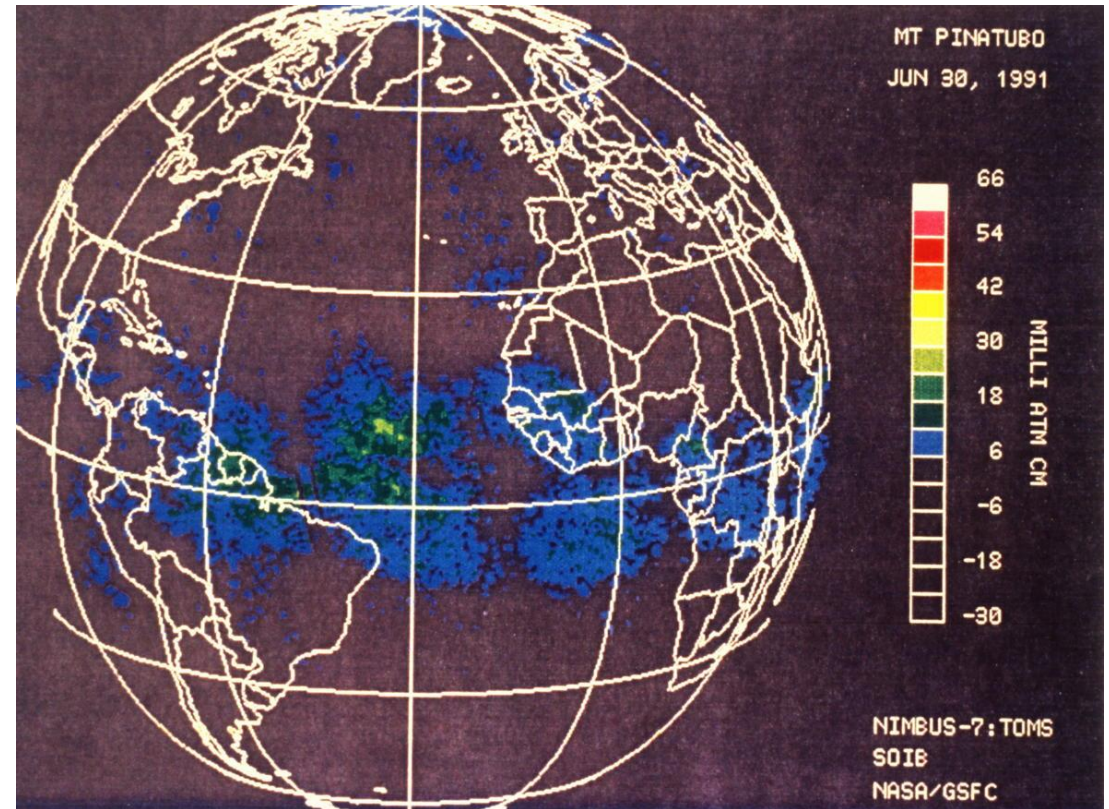 MT PINATUBO
JUN 30, 1991
66
54
42
30
18
6
-6
-18
-30
MILLI ATM CM
NIMBUS-7:TOMS
SOIB
NASA/GSFC